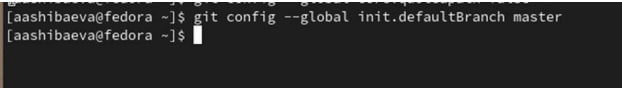 [aashibaeva@fedora ~]$ git config --global init.defaultBranch master
[aashibaeva@fedora ~]$